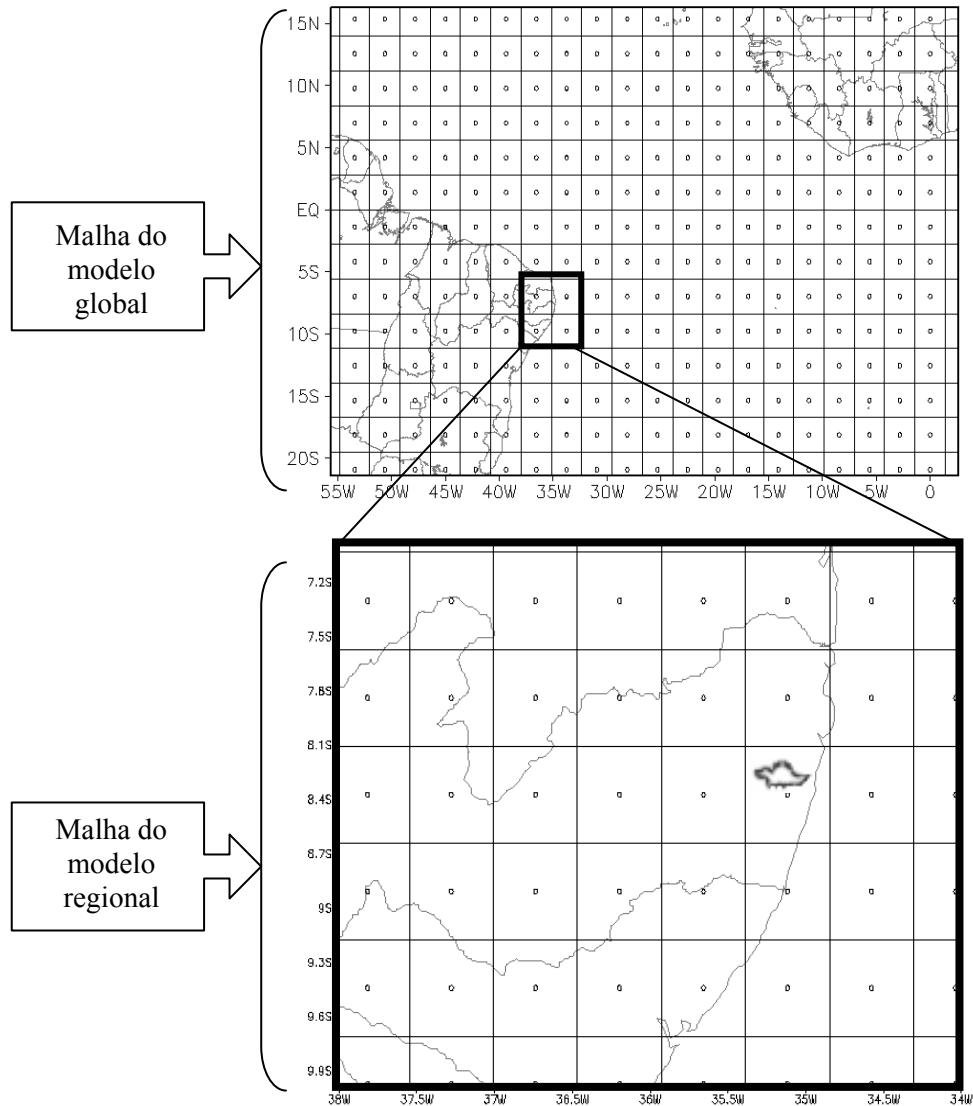 15N
10N
5N
EQ
5S
10S
15S
20S
55W 50W 45W 40W 35W 30W 25W 20W 15W 10W 5W 0
Malha do
modelo
global
7.2S
7.5S
7.8S
8.1S
8.4S
8.7S
9S
9.3S
9.6S
9.9S
38W 37.5W 37W 36.5W 36W 35.5W 35W 34.5W 34W
Malha do
modelo
regional